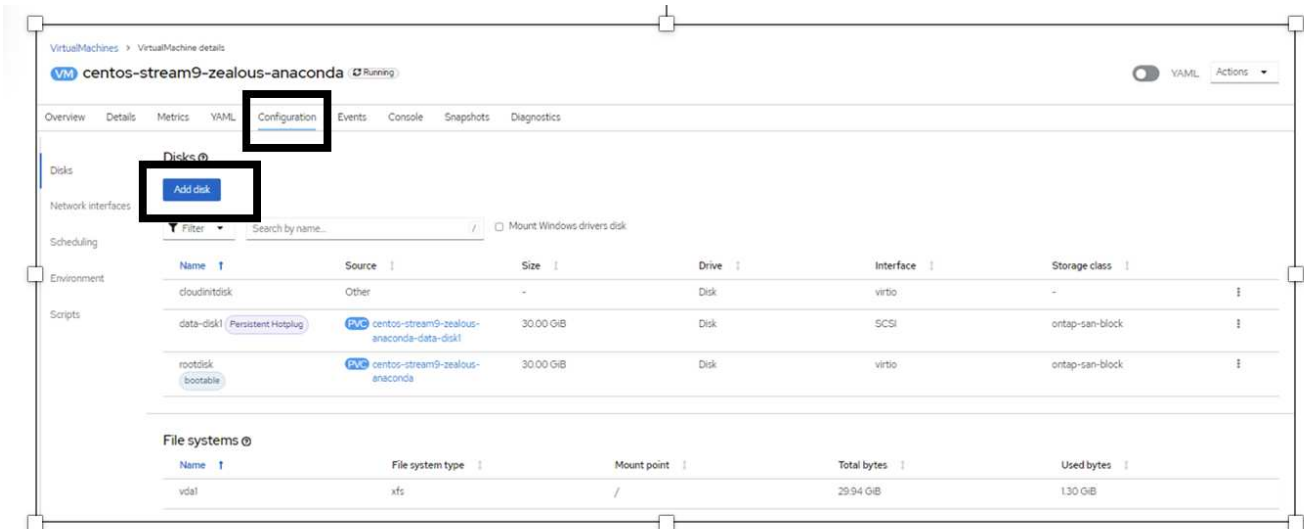 VirtualMachines > VirtualMachine details
VM centos-stream9-zealous-anaconda Running
YAML Actions
Overview Details Metrics YAML Configuration Events Console Snapshots Diagnostics
Disks
Disks
Add disk
Network interfaces
Filter Search by name... / Mount Windows drivers disk
Scheduling
Name Source Size Drive Interface Storage class
Environment
cloudinitdisk Other - Disk virtio -
Scripts
data-disk1 Persistent Hotplug PVC centos-stream9-zealous- 30.00 GiB Disk SCSI ontap-san-block
anaconda-data-disk1
rootdisk PVC centos-stream9-zealous- 30.00 GiB Disk virtio ontap-san-block
bootable anaconda
File systems
Name File system type Mount point Total bytes Used bytes
vda1 xfs / 29.94 GiB 1.30 GiB